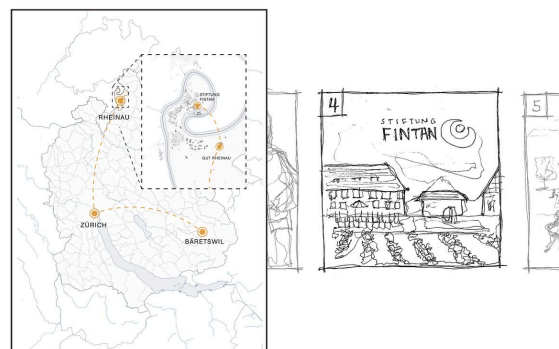 RHEINAU
STIFTUNG
FINTAN
GUT RHEINAU
ZÜRICH
BÄRETSWIL
4
STIFTUNG
FINTAN
5